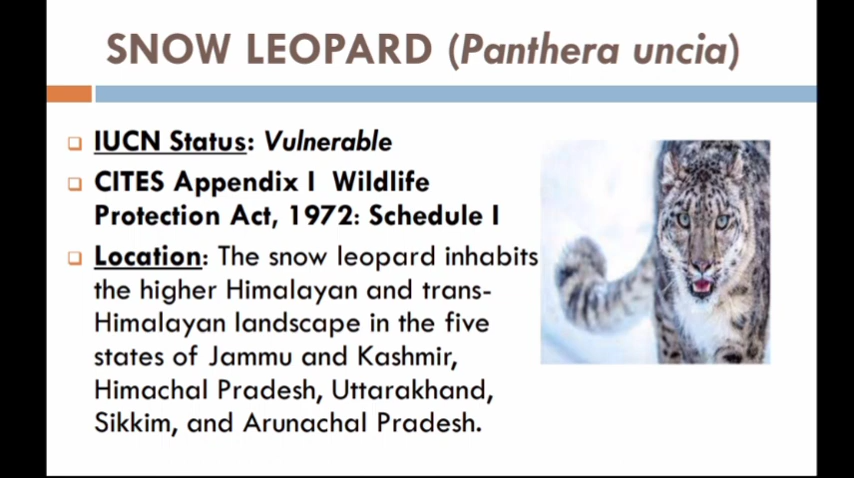 SNOW LEOPARD (Panthera uncia)
IUCN Status: Vulnerable
CITES Appendix I Wildlife
Protection Act, 1972: Schedule I
Location: The snow leopard inhabits
the higher Himalayan and trans-
Himalayan landscape in the five
states of Jammu and Kashmir,
Himachal Pradesh, Uttarakhand,
Sikkim, and Arunachal Pradesh.